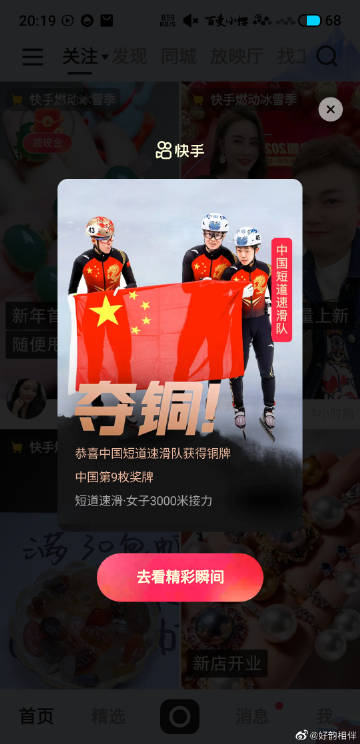 20:19
68
关注 发现 同城 放映厅 找工
快手燃动冰雪季
快手燃动冰雪季
快手
43
43
中国短道速滑队
新年首
随便甩
夺铜!
恭喜中国短道速滑队获得铜牌
中国第9枚奖牌
短道速滑·女子3000米接力
去看精彩瞬间
新店开业
首页 精选 消息 我
@好韵相伴